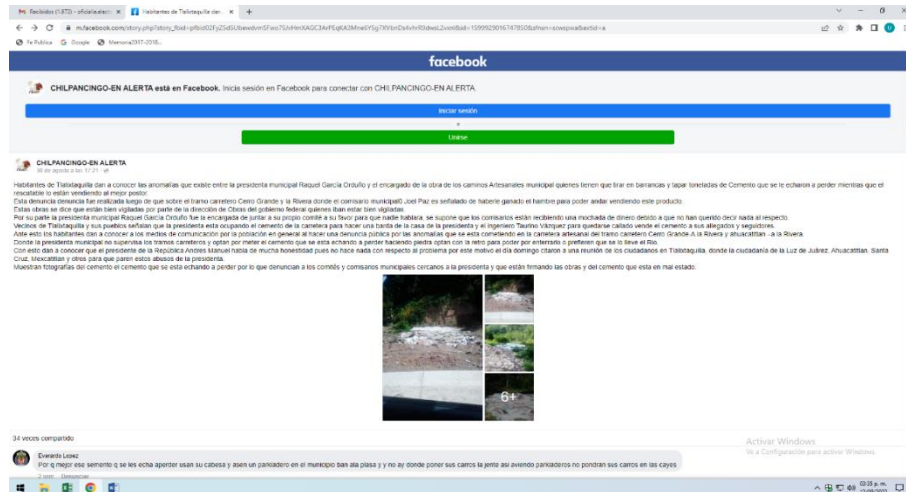 Recibidos (1,872) - oficialia.elect
Habitantes de Tlalixtaquilla dan
Fe Publica
Google
Memoria2017-2018...
facebook
CHILPANCINGO-EN ALERTA está en Facebook. Inicia sesión en Facebook para conectar con CHILPANCINGO-EN ALERTA.
Iniciar sesión
o
Unirse
CHILPANCINGO-EN ALERTA
30 de agosto a las 17:21
Habitantes de Tlalixtaquilla dan a conocer las anomalías que existe entre la presidenta municipal Raquel García Orduño y el encargado de la obra de los caminos Artesanales municipal quienes tienen que tirar en barrancas y tapar toneladas de Cemento que se le echaron a perder mientras que el
rescatable lo están vendiendo al mejor postor.
Esta denuncia denuncia fue realizada luego de que sobre el tramo carretero Cerro Grande y la Rivera donde el comisario municipal0 Joel Paz es señalado de haberle ganado el hambre para poder andar vendiendo este producto.
Estas obras se dice que están bien vigiladas por parte de la dirección de Obras del gobierno federal quienes iban estar bien vigiladas.
Por su parte la presidenta municipal Raquel García Orduño fue la encargada de juntar a su propio comité a su favor para que nadie hablara, se supone que los comisarios están recibiendo una mochada de dinero debido a que no han querido decir nada al respecto.
Vecinos de Tlalixtaquilla y sus pueblos señalan que la presidenta esta ocupando el cemento de la carretera para hacer una barda de la casa de la presidenta y el ingeniero Taurino Vázquez para quedarse callado vende el cemento a sus allegados y seguidores.
Ante esto los habitantes dan a conocer a los medios de comunicación por la población en general al hacer una denuncia pública por las anomalías que se esta cometiendo en la carretera artesanal del tramo Cerro Grande A la Rivera y Ahuacatitlan - a la Rivera.
Donde la presidenta municipal no supervisa los tramos carreteros y optan por meter el cemento que se esta echando a perder haciendo piedra optan con la retro para poder por enterrarlo o prefieren que se lo lleve el Rio.
Con esto dan a conocer que el presidente de la República Andres Manuel habla de mucha honestidad pues no hace nada con respecto al problema por este motivo el día domingo citaron a una reunión de los ciudadanos en Tlalixtaquilla, donde la ciudadanía de la Luz de Juárez, Ahuacatitlan, Santa
Cruz, Mexcatitlan y otros para que paren estos abusos de la presidenta.
Muestran fotografías del cemento el cemento que se esta echando a perder por lo que denuncian a los comités y comisarios municipales cercanos a la presidenta y que están firmando las obras y del cemento que esta en mal estado.
6+
34 veces compartido
Everardo Lopez
Por q mejor ese semento q se les echa aperder usan su cabesa y asen un parkiadero en el municipio ban ala plasa y y no ay donde poner sus carros la jente asi aviendo parkiaderos no pondran sus carros en las cayes
2 sem
Activar Windows
Ve a Configuración para activar Windows.
03:25 p. m.